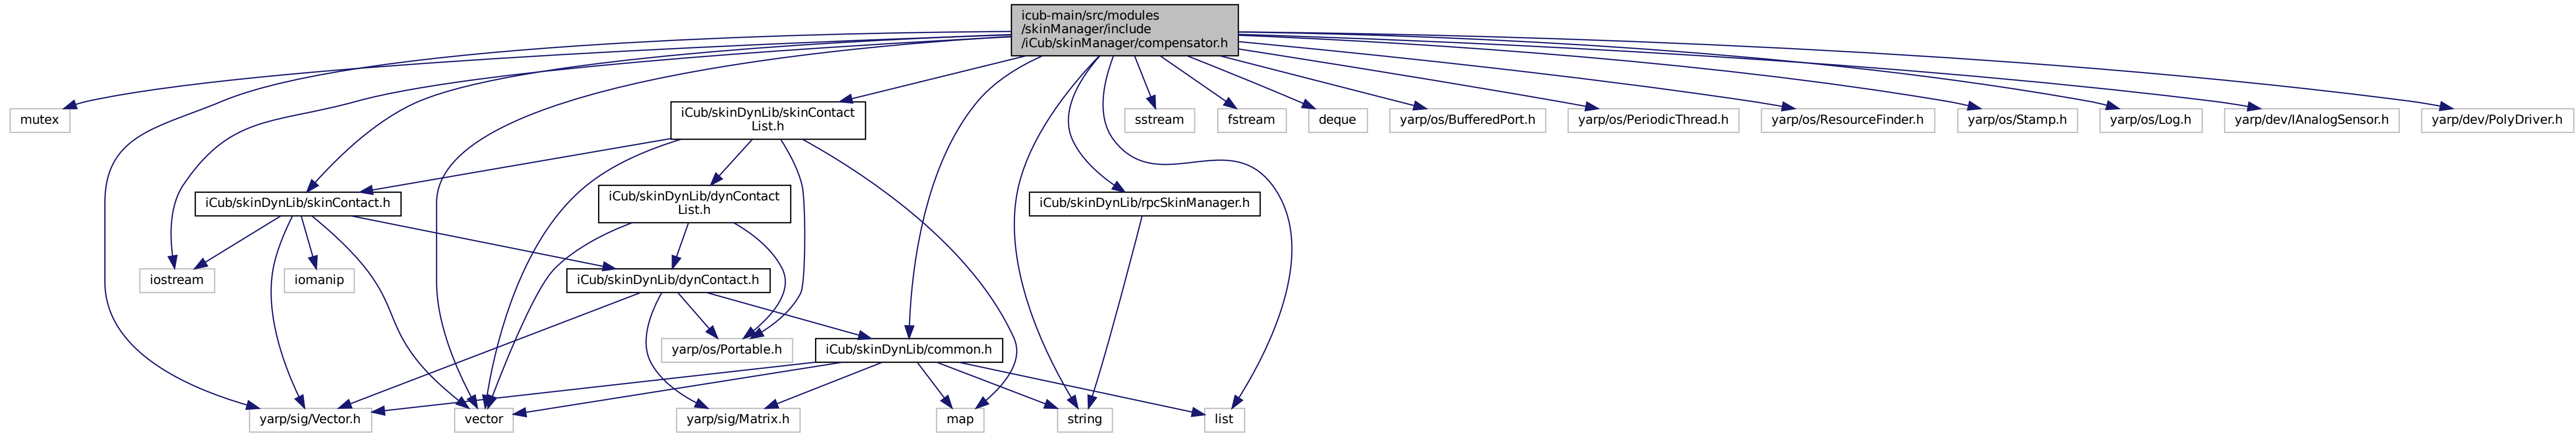 icub-main/src/modules
/skinManager/include
/iCub/skinManager/compensator.h
mutex
iCub/skinDynLib/skinContact
List.h
sstream
fstream
deque
yarp/os/BufferedPort.h
yarp/os/PeriodicThread.h
yarp/os/ResourceFinder.h
yarp/os/Stamp.h
yarp/os/Log.h
yarp/dev/IAnalogSensor.h
yarp/dev/PolyDriver.h
iCub/skinDynLib/skinContact.h
iCub/skinDynLib/dynContact
List.h
iCub/skinDynLib/rpcSkinManager.h
iostream
iomanip
iCub/skinDynLib/dynContact.h
yarp/os/Portable.h
iCub/skinDynLib/common.h
yarp/sig/Vector.h
vector
yarp/sig/Matrix.h
map
string
list